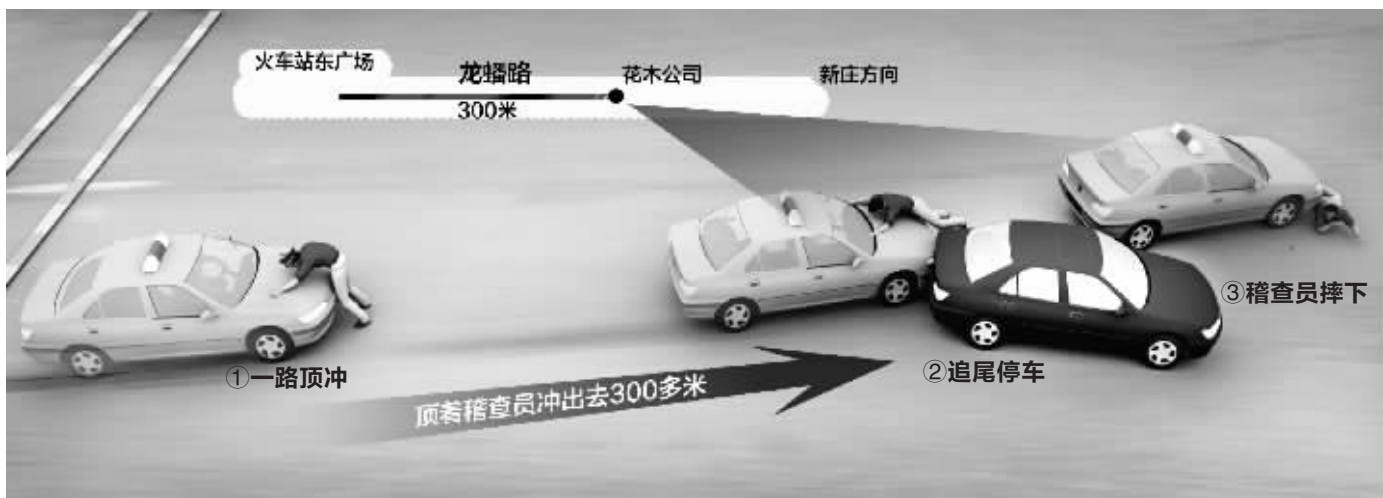 火车站东广场
龙蟠路
花木公司
新庄方向
300米
①一路顶冲
顶着稽查员冲出去300多米
②追尾停车
③稽查员摔下